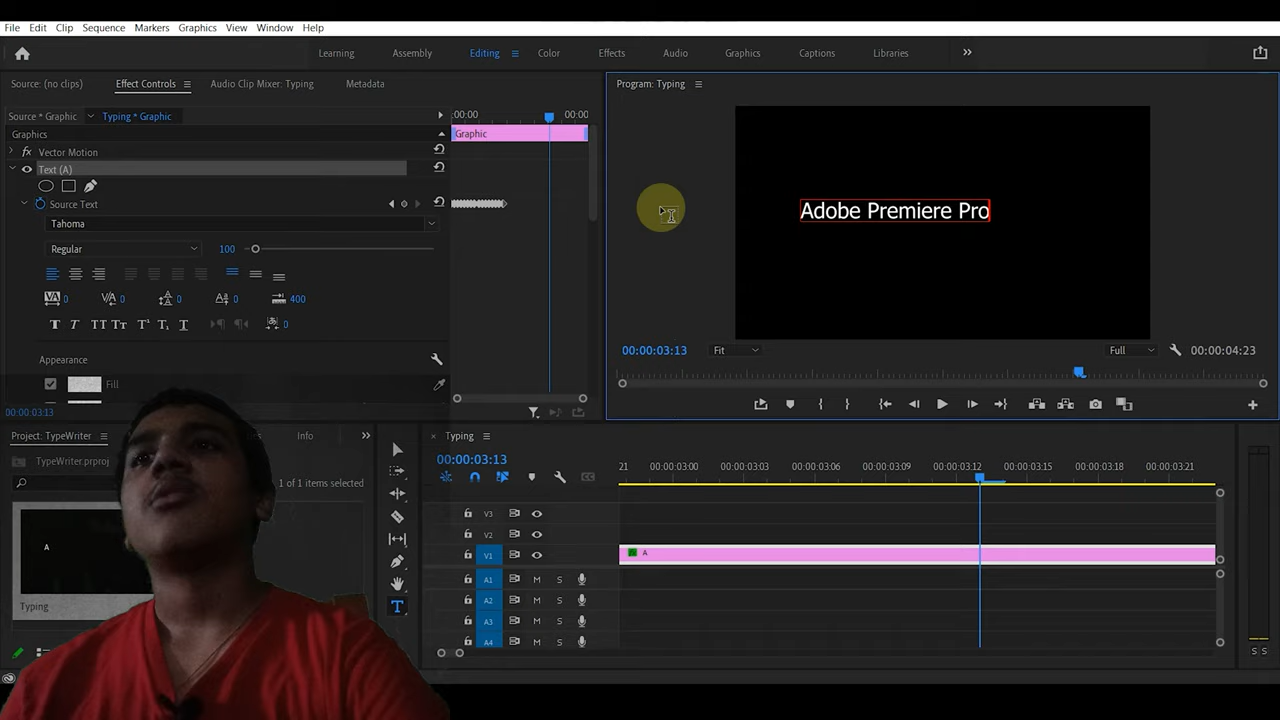 File Edit Clip Sequence Markers Graphics View Window Help
Learning Assembly Editing Color Effects Audio Graphics Captions Libraries
Source: (no clips) Effect Controls Audio Clip Mixer: Typing Metadata
Program: Typing
Source * Graphic Typing * Graphic
:00:00 00:00
Graphics
Graphic
fx Vector Motion
Text (A)
Source Text
Tahoma
Regular 100
0 0 0 0 400
0
Appearance
Fill
00:00:03:13
Adobe Premiere Pro
00:00:03:13 Fit Full 00:00:04:23
Project: TypeWriter Info
TypeWriter.prproj
1 of 1 items selected
A
Typing
Typing
00:00:03:13
21 00:00:03:00 00:00:03:03 00:00:03:06 00:00:03:09 00:00:03:12 00:00:03:15 00:00:03:18 00:00:03:21
V3
V2
V1 A
A1 M S
A2 M S
A3 M S
A4 M S
S S